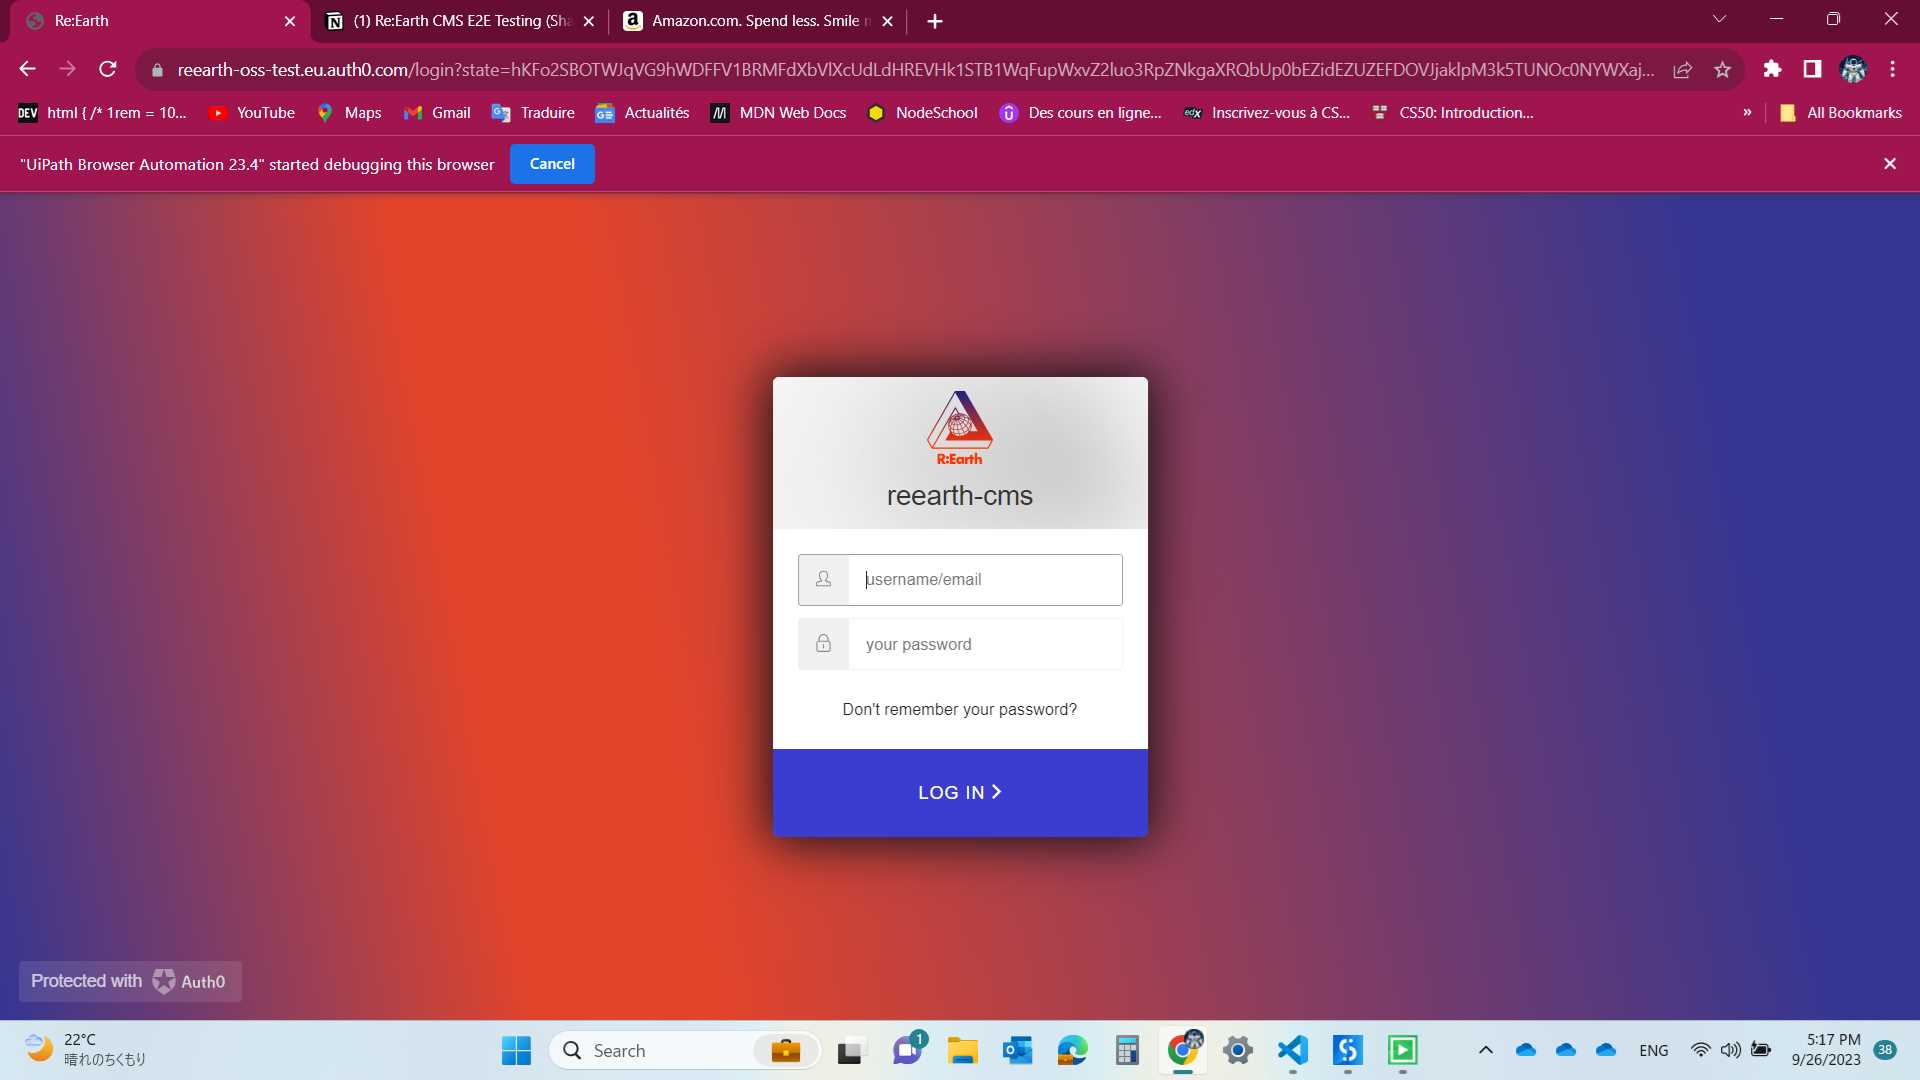 Re:Earth
(1) Re:Earth CMS E2E Testing (Sha
Amazon.com. Spend less. Smile m
reearth-oss-test.eu.auth0.com/login?state=
DEV html { /* 1rem = 10...
YouTube
Maps
Gmail
Traduire
Actualités
MDN Web Docs
NodeSchool
Des cours en ligne...
edX Inscrivez-vous à CS...
CS50: Introduction...
»
All Bookmarks
"UiPath Browser Automation 23.4" started debugging this browser
Cancel
R:Earth
reearth-cms
username/email
your password
Don't remember your password?
LOG IN
Protected with Auth0
22°C
晴れのちくもり
Search
1
ENG
5:17 PM
9/26/2023
38